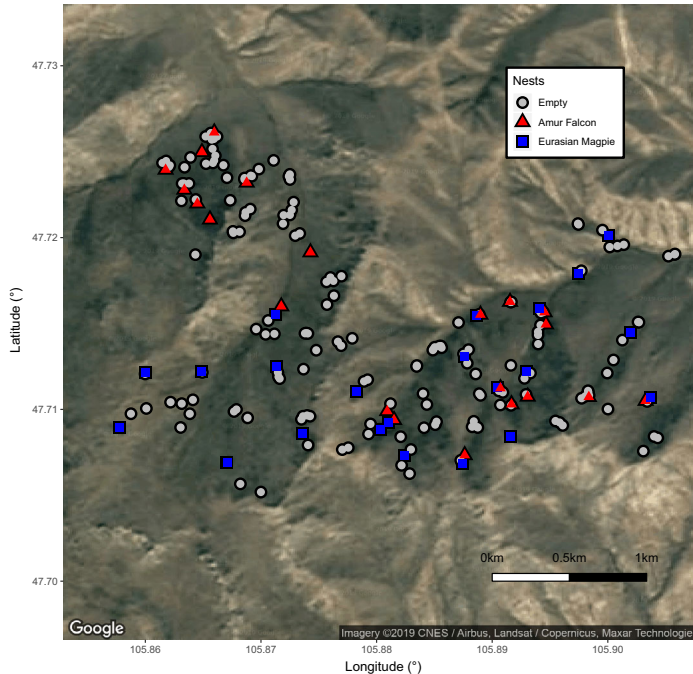 Nests
Empty
Amur Falcon
Eurasian Magpie
47.73
47.72
47.71
47.70
Latitude (°)
0km
0.5km
1km
Google
Imagery ©2019 CNES / Airbus, Landsat / Copernicus, Maxar Technologie
105.86
105.87
105.88
105.89
105.90
Longitude (°)